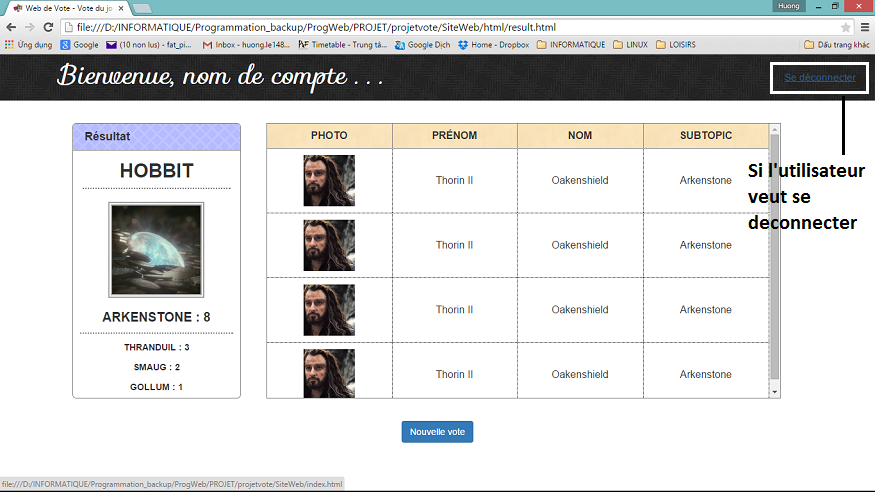 Web de Vote - Vote du jo
Huong
file:///D:/INFORMATIQUE/Programmation_backup/ProgWeb/PROJET/projetvote/SiteWeb/html/result.html
Ứng dụng Google (10 non lus) - fat_pi... Inbox - huong.le148... Timetable - Trung tâ... Google Dịch Home - Dropbox INFORMATIQUE LINUX LOISIRS Dấu trang khác
Bienvenue, nom de compte . . .
Se déconnecter
Résultat
HOBBIT
ARKENSTONE : 8
THRANDUIL : 3
SMAUG : 2
GOLLUM : 1
PHOTO PRÉNOM NOM SUBTOPIC
Thorin II Oakenshield Arkenstone
Thorin II Oakenshield Arkenstone
Thorin II Oakenshield Arkenstone
Thorin II Oakenshield Arkenstone
Si l'utilisateur
veut se
deconnecter
Nouvelle vote
file:///D:/INFORMATIQUE/Programmation_backup/ProgWeb/PROJET/projetvote/SiteWeb/index.html